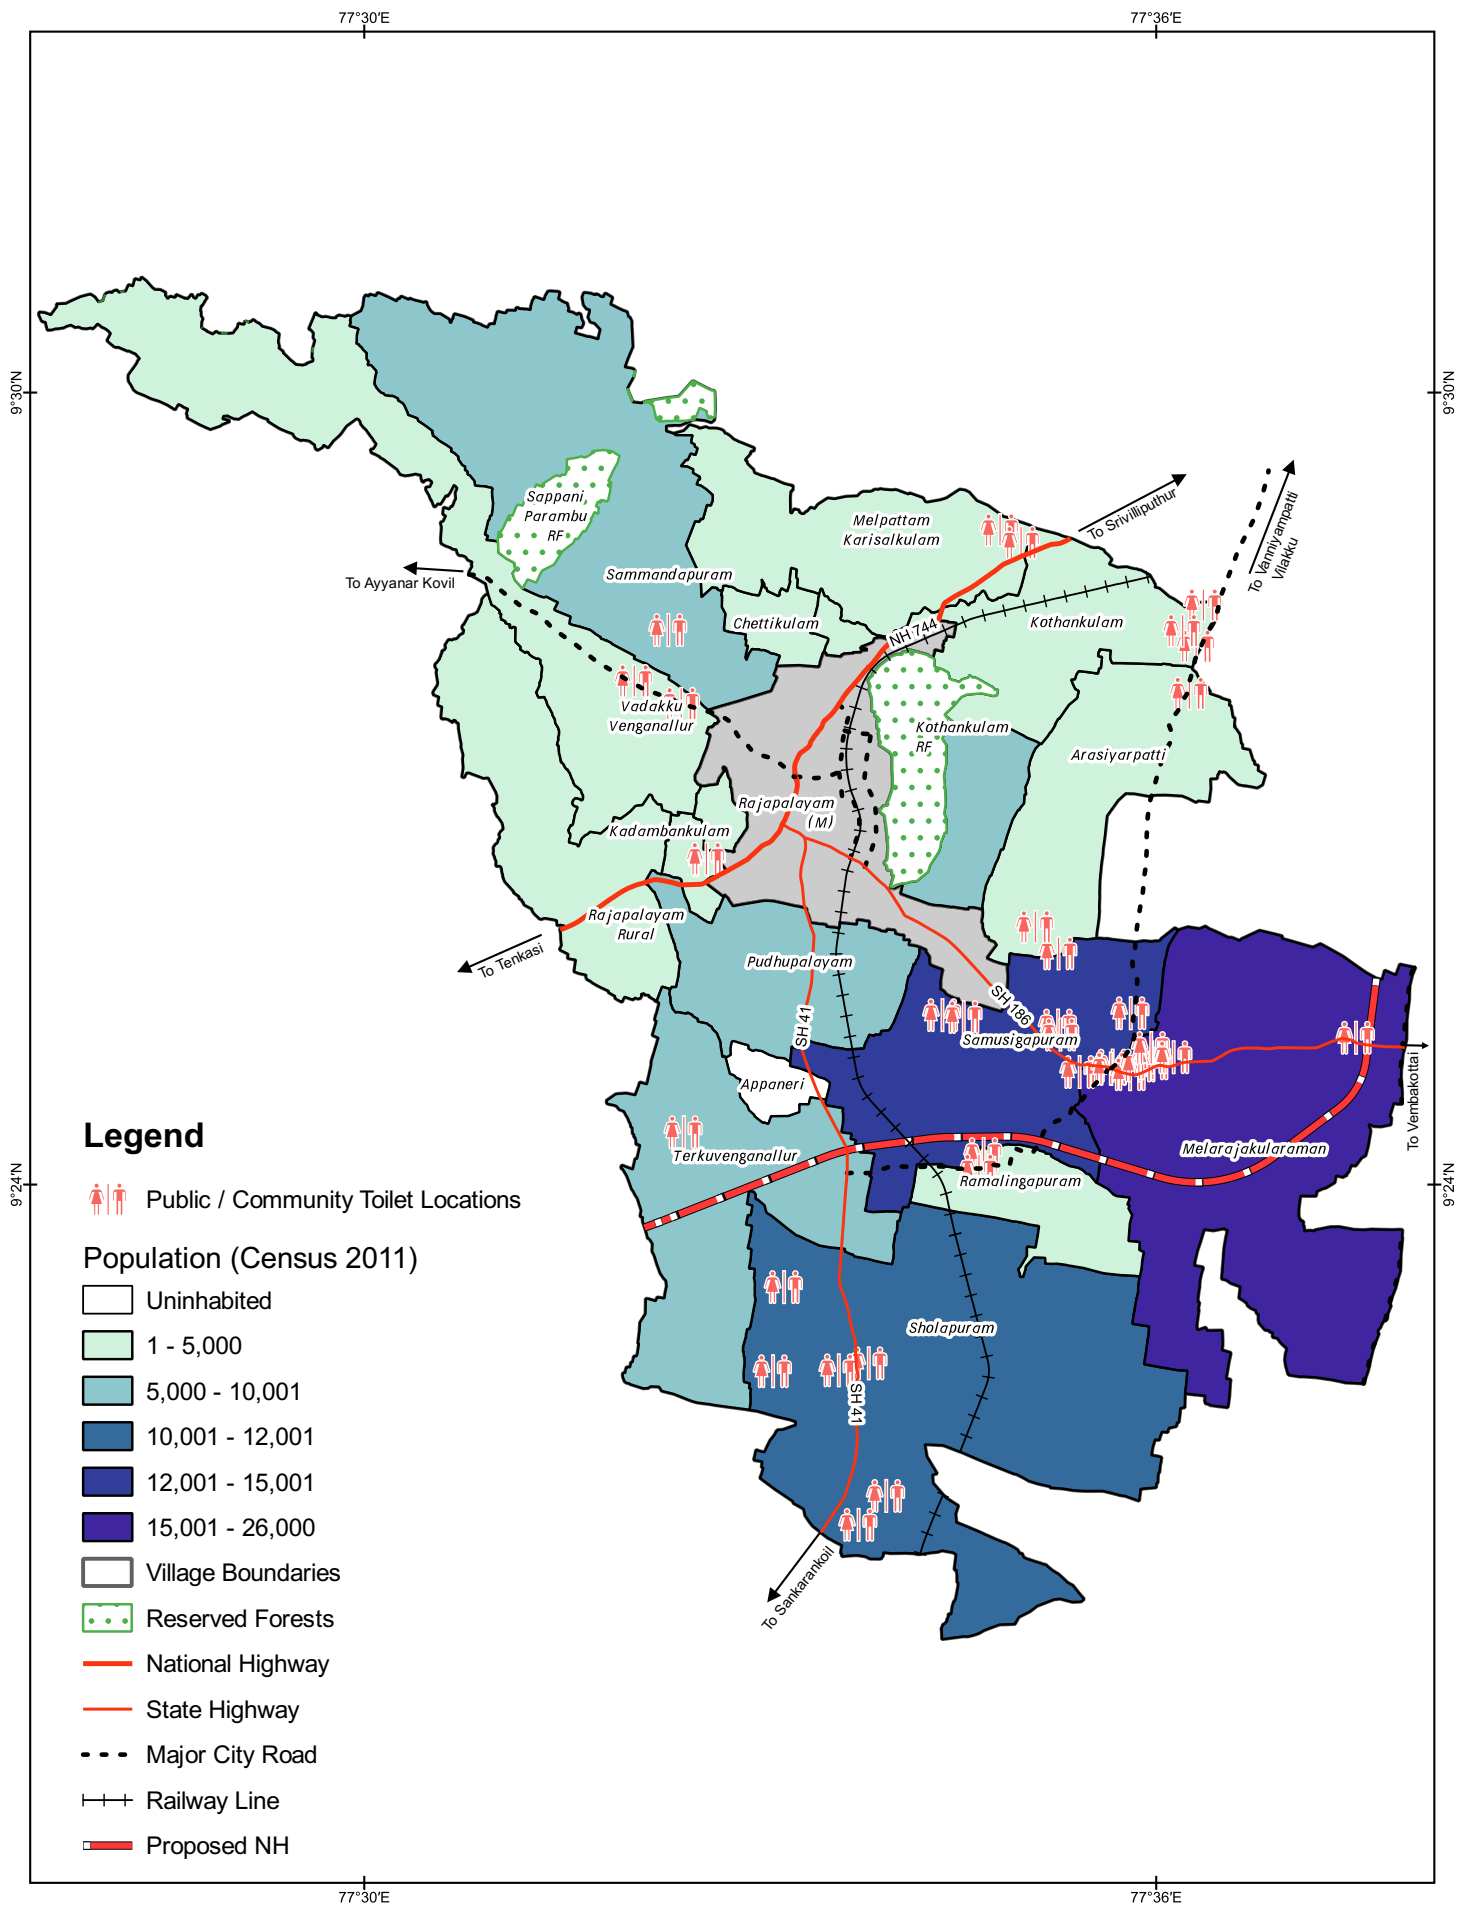 77°30'E
77°36'E
9°30'N
9°30'N
Sappani
Parambu
RF
Melpattam
Karisalkulam
To Srivilliputhur
To Vanniyampatti
Vilakku
To Ayyanar Kovil
Sammandapuram
Chettikulam
NH 744
Kothankulam
Vadakku
Venganallur
Kothankulam
RF
Arasiyarpatti
Rajapalayam
(M)
Kadambankulam
Rajapalayam
Rural
To Tenkasi
Pudhupalayam
SH 41
SH 186
Samusigapuram
Appaneri
To Vembakottai
Terkuvenganallur
Melarajakularaman
Ramalingapuram
9°24'N
9°24'N
Sholapuram
SH 41
To Sankarankoil
Legend
Public / Community Toilet Locations
Population (Census 2011)
Uninhabited
1 - 5,000
5,000 - 10,001
10,001 - 12,001
12,001 - 15,001
15,001 - 26,000
Village Boundaries
Reserved Forests
National Highway
State Highway
Major City Road
Railway Line
Proposed NH
77°30'E
77°36'E